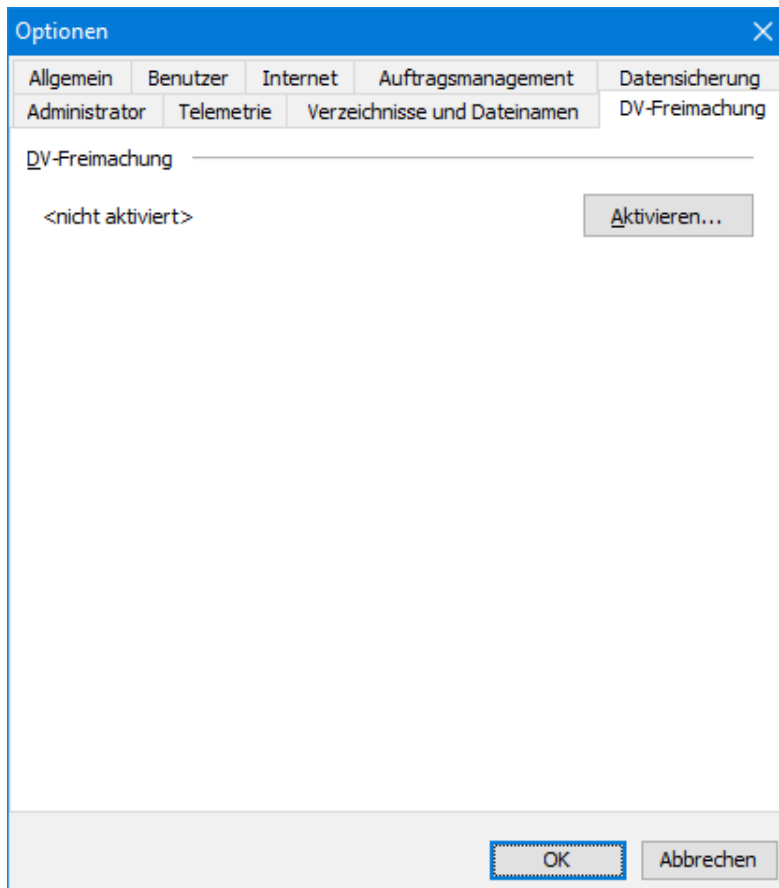 Optionen
Allgemein Benutzer Internet Auftragsmanagement Datensicherung
Administrator Telemetrie Verzeichnisse und Dateinamen DV-Freimachung
DV-Freimachung
<nicht aktiviert> Aktivieren...
OK Abbrechen